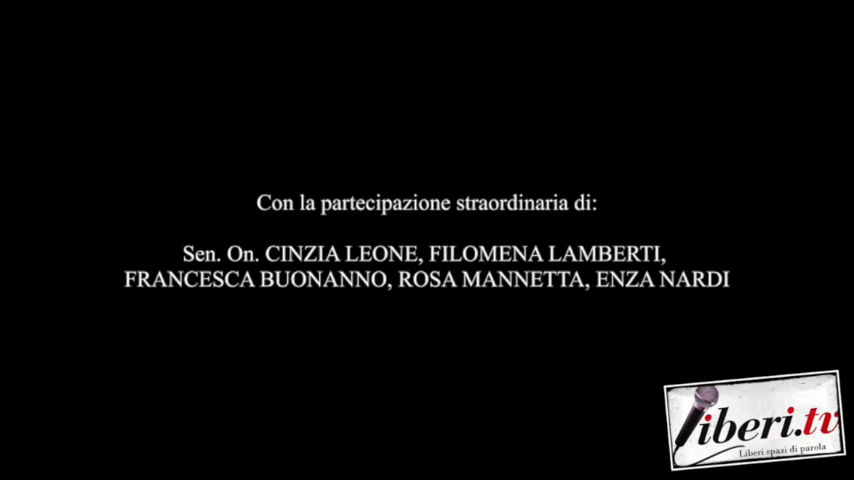 Con la partecipazione straordinaria di:
Sen. On. CINZIA LEONE, FILOMENA LAMBERTI,
FRANCESCA BUONANNO, ROSA MANNETTA, ENZA NARDI
liberi.tv
Liberi spazi di parola